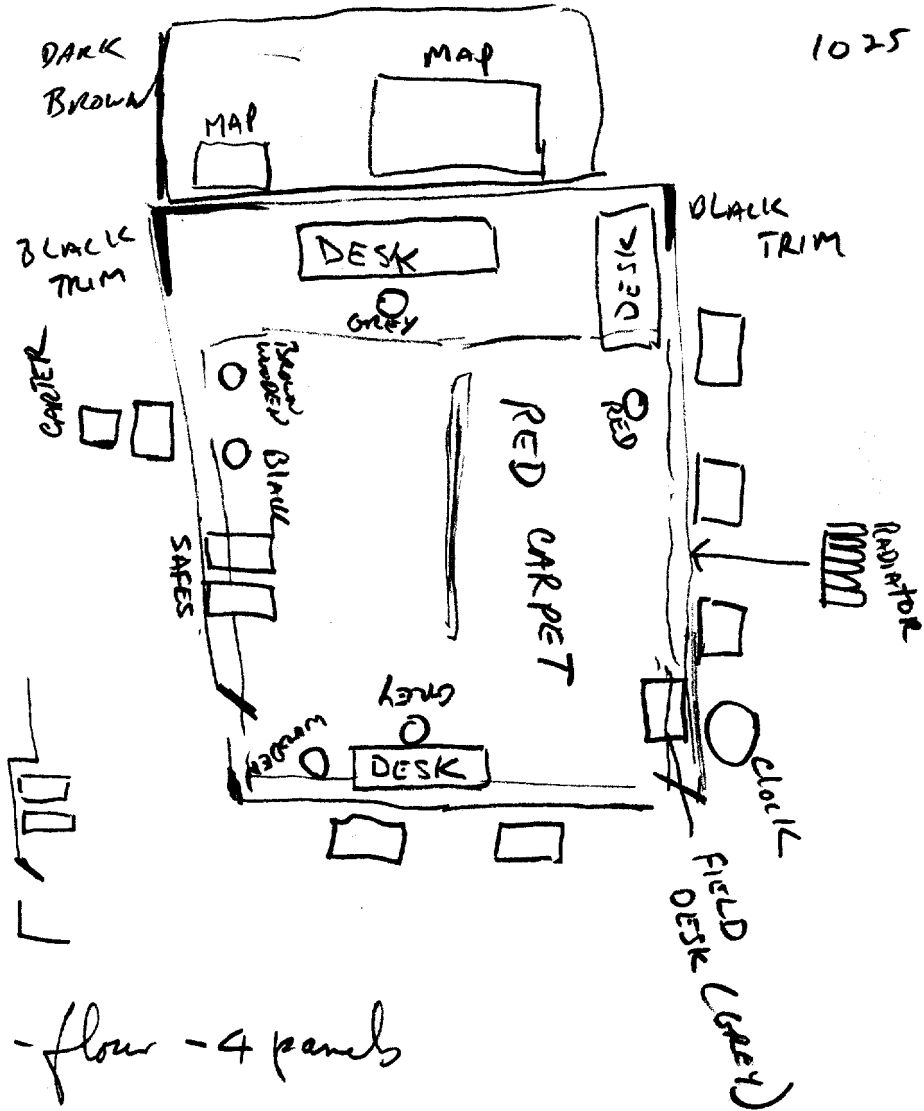 1025
DARK
BROWN
MAP
MAP
BLACK
TRIM
BLACK
TRIM
DESK
DESK
GREY
CARTER
BROWN
WOODEN
BLACK
RED
RED CARPET
SAFES
RADIATOR
GREY
WOODEN
DESK
CLOCK
FIELD
DESK (GREY)
- floor - 4 panels